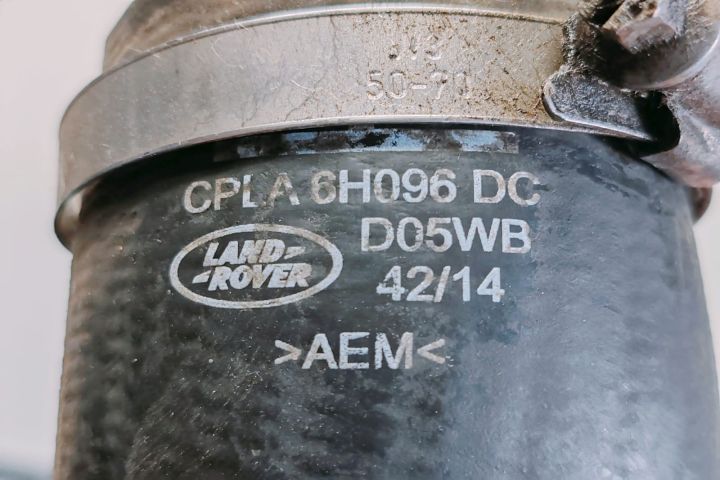 50-70
CPLA 6H096 DC
LAND-
-ROVER
D05WB
42/14
>AEM<